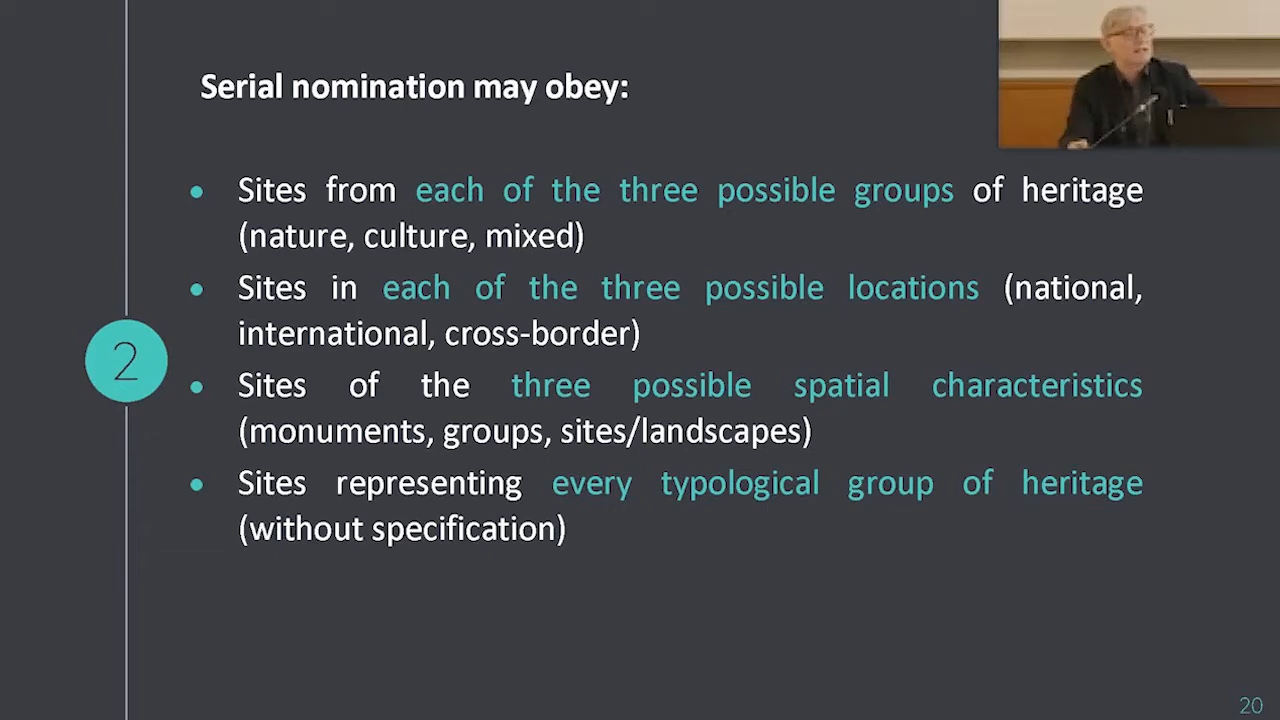 Serial nomination may obey:
• Sites from each of the three possible groups of heritage
(nature, culture, mixed)
• Sites in each of the three possible locations (national,
international, cross-border)
2
• Sites of the three possible spatial characteristics
(monuments, groups, sites/landscapes)
• Sites representing every typological group of heritage
(without specification)
20